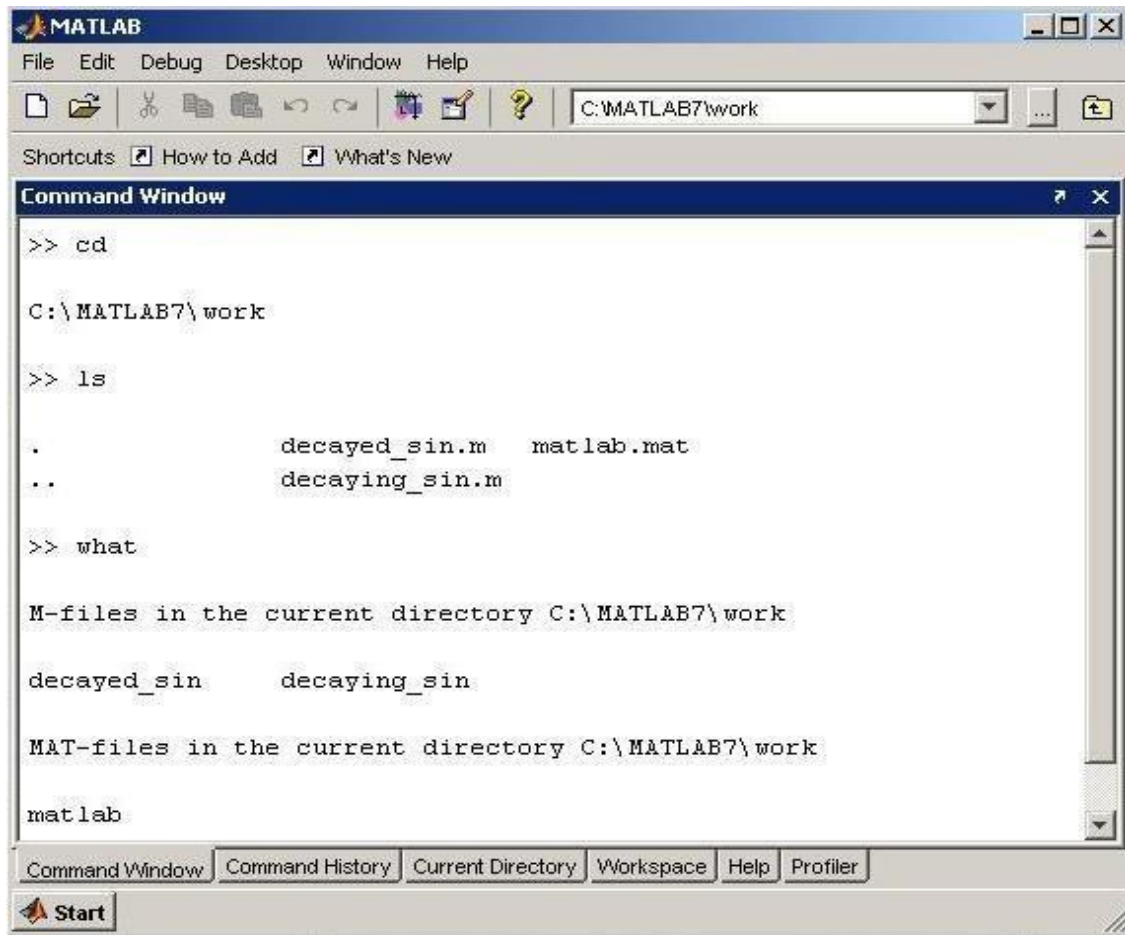 MATLAB
File Edit Debug Desktop Window Help
C:\MATLAB7\work ...
Shortcuts How to Add What's New
Command Window
>> cd
C:\MATLAB7\work
>> ls
. decayed_sin.m matlab.mat
.. decaying_sin.m
>> what
M-files in the current directory C:\MATLAB7\work
decayed_sin decaying_sin
MAT-files in the current directory C:\MATLAB7\work
matlab
Command Window Command History Current Directory Workspace Help Profiler
Start